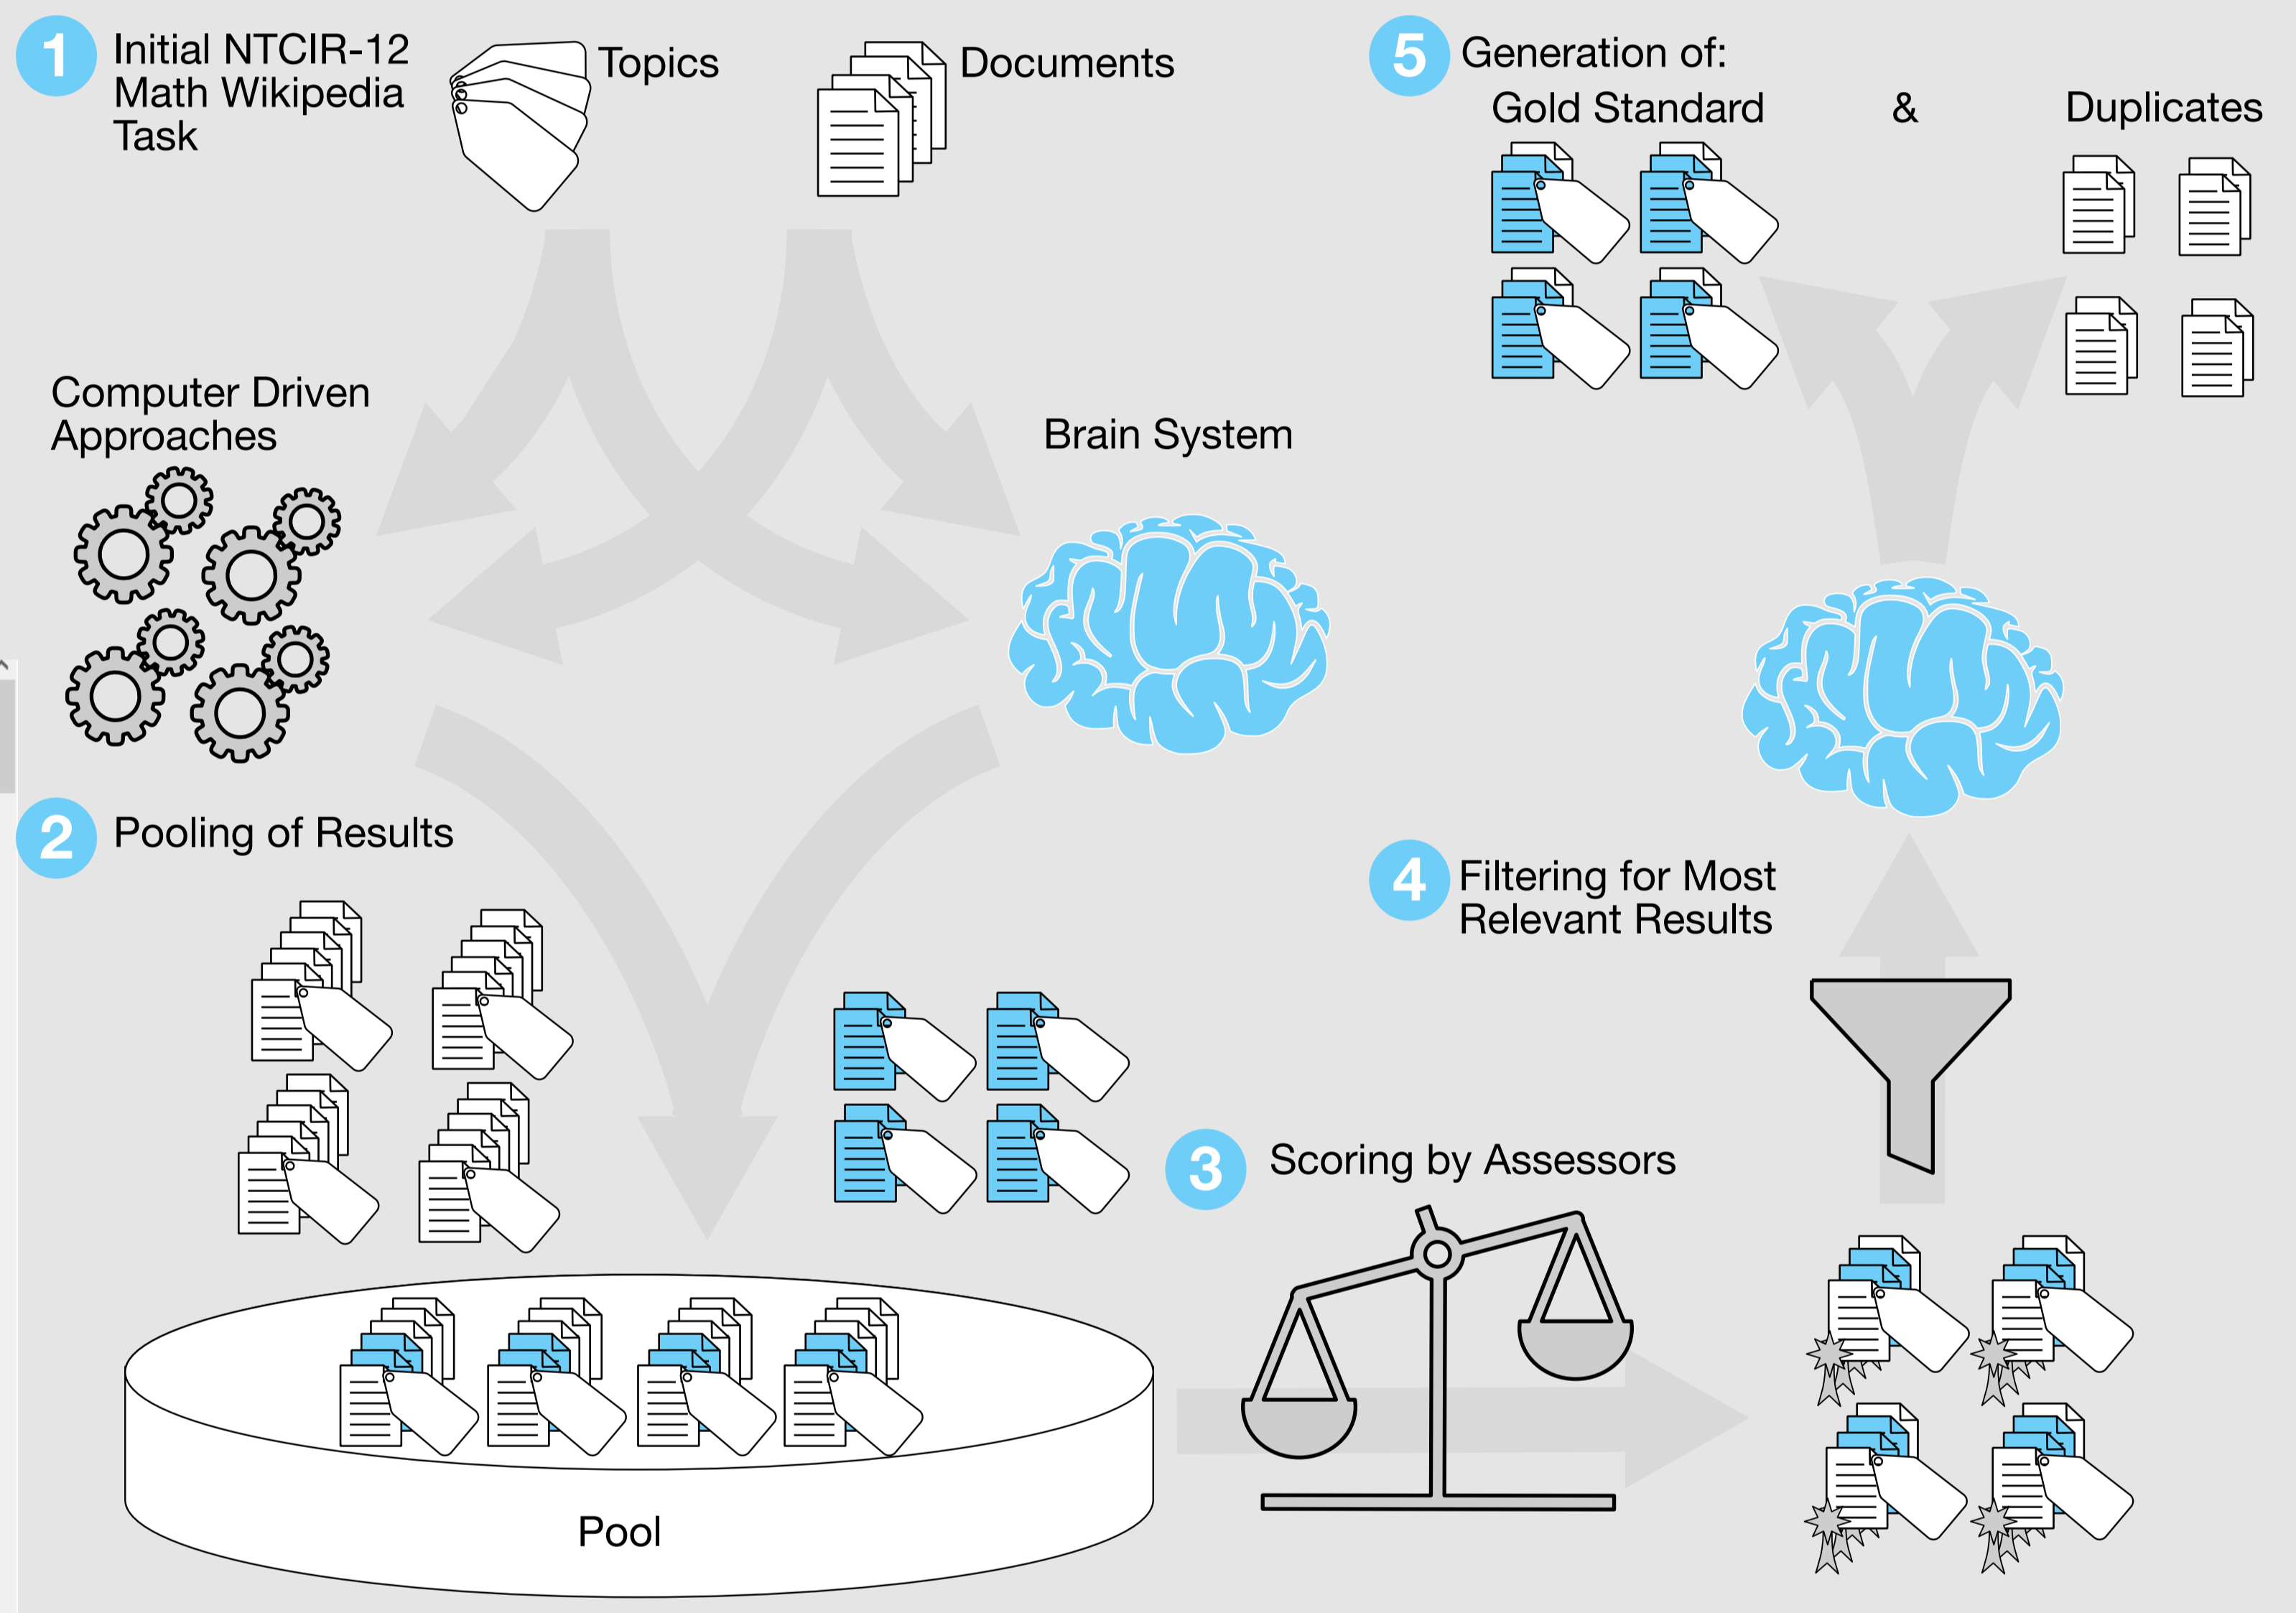 1
Initial NTCIR-12
Math Wikipedia
Task
Topics
Documents
Computer Driven
Approaches
Brain System
2
Pooling of Results
Pool
3
Scoring by Assessors
4
Filtering for Most
Relevant Results
5
Generation of:
Gold Standard & Duplicates